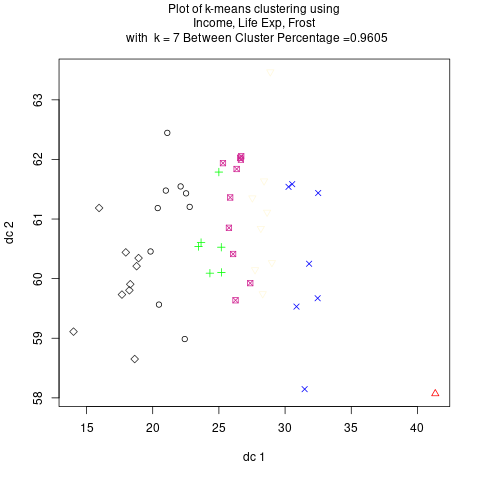 Plot of k-means clustering using
Income, Life Exp, Frost
with k = 7 Between Cluster Percentage =0.9605
63
62
61
60
59
58
dc 2
15 20 25 30 35 40
dc 1